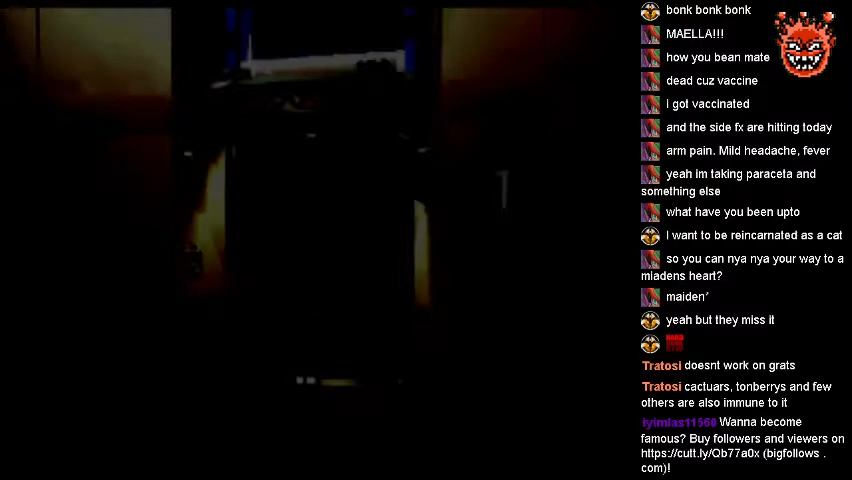 bonk bonk bonk
MAELLA!!!
how you bean mate
dead cuz vaccine
I got vaccinated
and the side fx are hitting today
arm pain. Mild headache, fever
yeah im taking paraceta and
something else
what have you been upto
I want to be reincarnated as a cat
so you can nya nya your way to a
miadens heart?
maiden*
yeah but they miss it
Tratosi doesnt work on grats
Tratosi cactuars, tonberrys and few
others are also immune to it
lylmlas11560 Wanna become
famous? Buy followers and viewers on
https://cutt.ly/Qb77a0x (bigfollows .
com)!